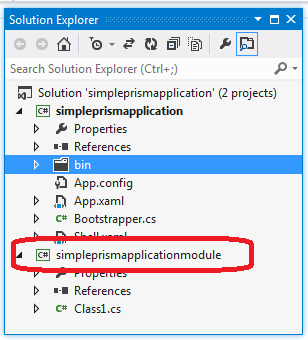 Solution Explorer
Search Solution Explorer (Ctrl+;)
Solution 'simpleprismapplication' (2 projects)
C# simpleprismapplication
Properties
References
bin
App.config
App.xaml
C# Bootstrapper.cs
Shell.xaml
C# simpleprismapplicationmodule
Properties
References
C# Class1.cs